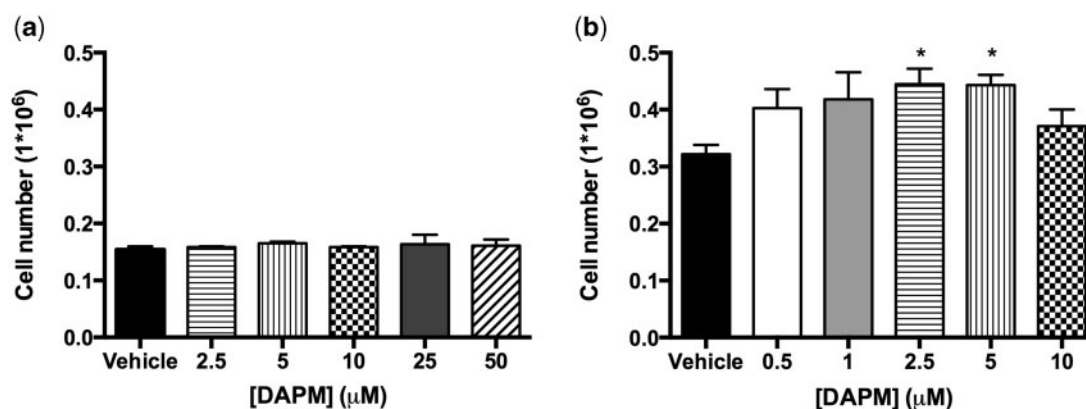 (a)
0.5
0.4
0.3
0.2
0.1
0.0
Cell number (1*10⁶)
Vehicle 2.5 5 10 25 50
[DAPM] (μM)
(b)
* *
0.5
0.4
0.3
0.2
0.1
0.0
Cell number (1*10⁶)
Vehicle 0.5 1 2.5 5 10
[DAPM] (μM)